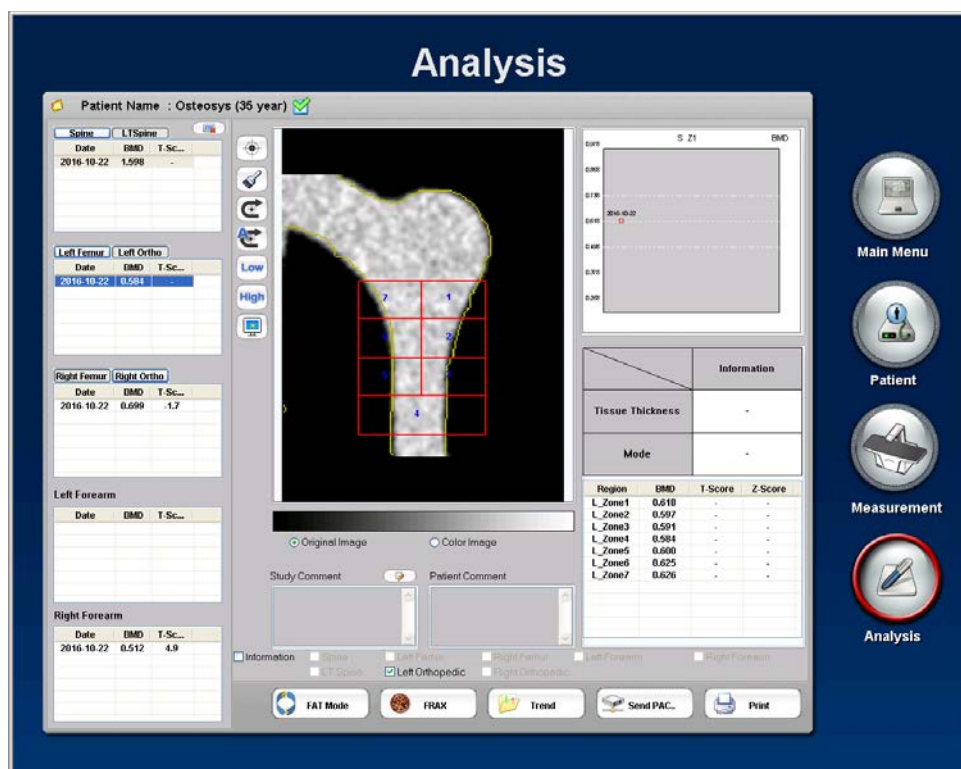 Analysis
Patient Name : Osteosys (35 year)
Spine LTSpine
Date BMD T-Sc...
2016-10-22 1.598 -
Left Femur Left Ortho
Date BMD T-Sc...
2016-10-22 0.584 -
Right Femur Right Ortho
Date BMD T-Sc...
2016-10-22 0.699 -1.7
Left Forearm
Date BMD T-Sc...
Right Forearm
Date BMD T-Sc...
2016-10-22 0.512 4.9
A
Low
High
7 1
2
4
S Z1 BMD
2016-10-22
Information
Tissue Thickness -
Mode -
Region BMD T-Score Z-Score
L_Zone1 0.610 - -
L_Zone2 0.597 - -
L_Zone3 0.591 - -
L_Zone4 0.584 - -
L_Zone5 0.600 - -
L_Zone6 0.625 - -
L_Zone7 0.626 - -
Original Image Color Image
Study Comment Patient Comment
Information Spine Left Femur Right Femur Left Forearm Right Forearm
LT Spine Left Orthopedic Right Orthopedic
FAT Mode FRAX Trend Send PAC.. Print
Main Menu
Patient
Measurement
Analysis